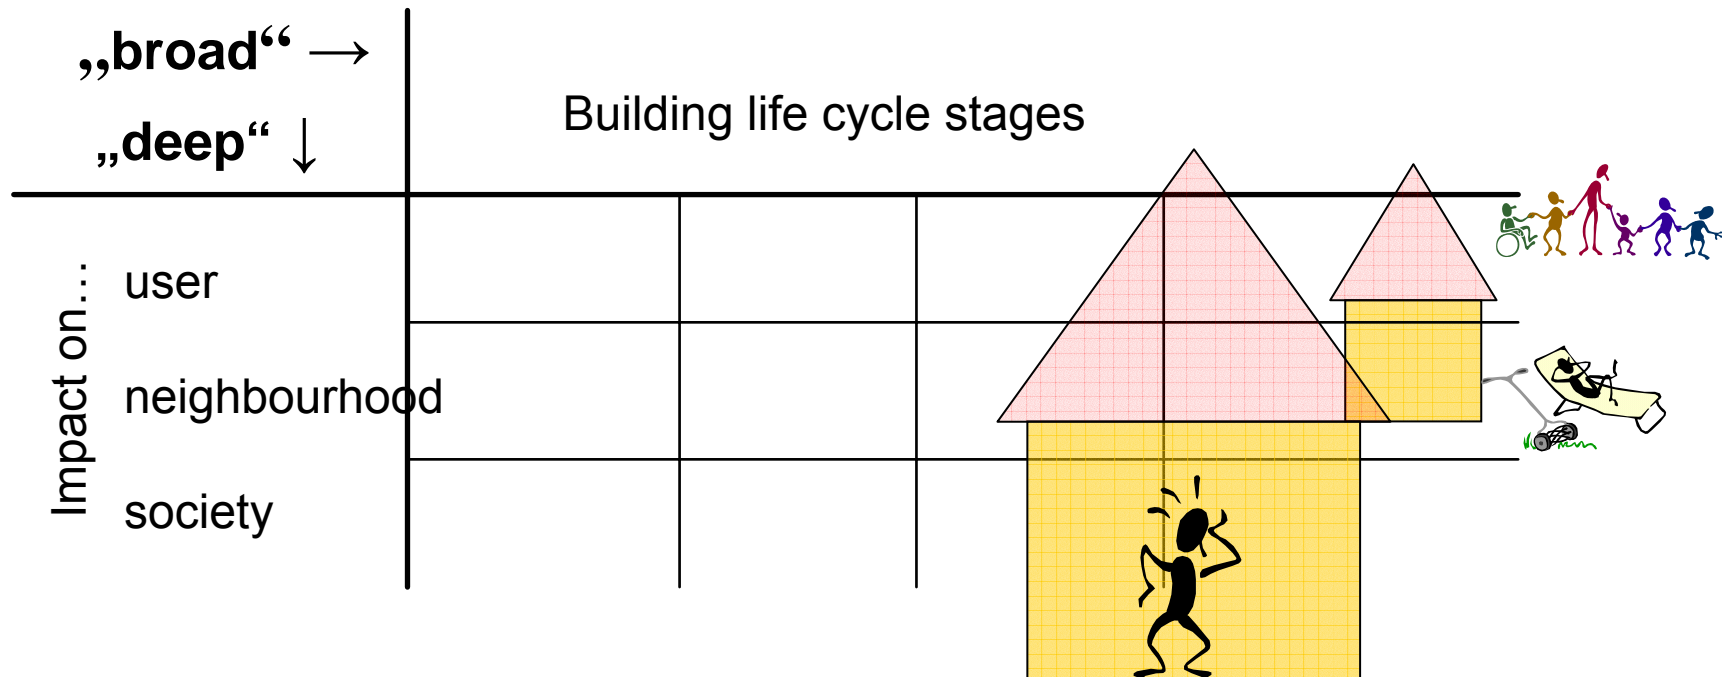 „broad“ →
„deep“ ↓
Building life cycle stages
Impact on…
user
neighbourhood
society